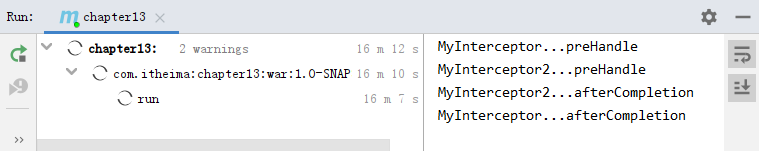 Run: chapter13
chapter13: 2 warnings 16 m 12 s
com.itheima:chapter13:war:1.0-SNAP 16 m 10 s
run 16 m 7 s
MyInterceptor...preHandle
MyInterceptor2...preHandle
MyInterceptor2...afterCompletion
MyInterceptor...afterCompletion